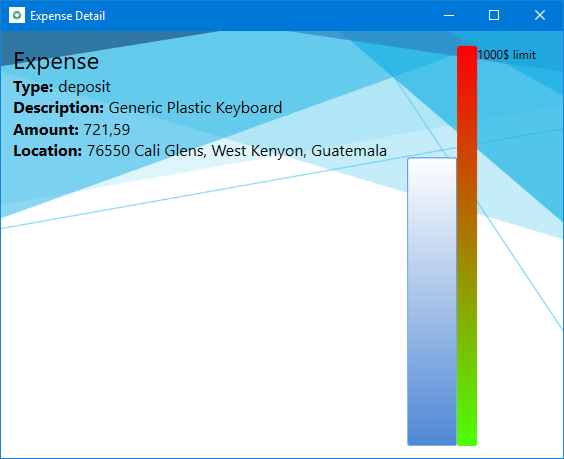 Expense Detail
Expense
1000$ limit
Type: deposit
Description: Generic Plastic Keyboard
Amount: 721,59
Location: 76550 Cali Glens, West Kenyon, Guatemala